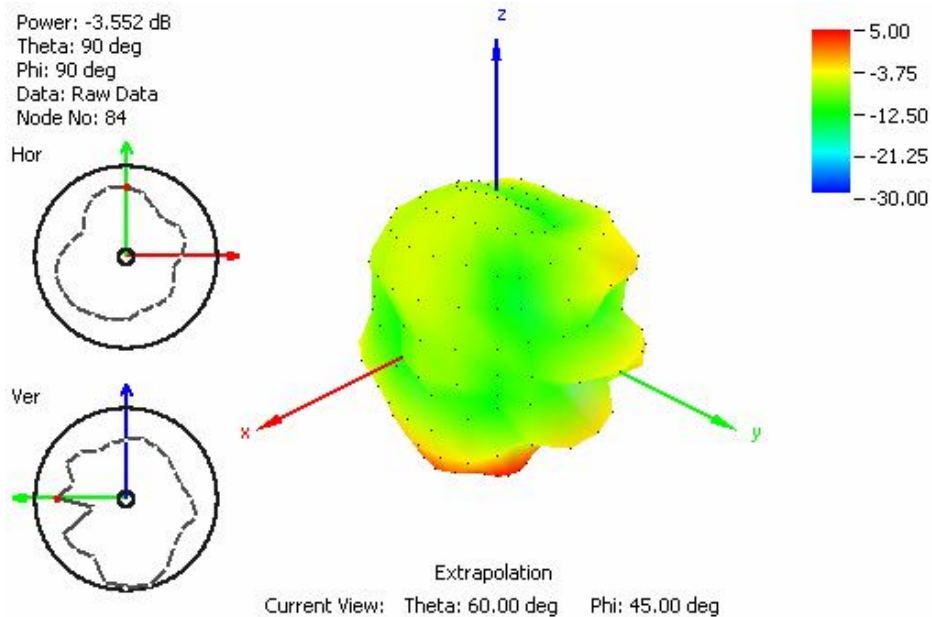 Power: -3.552 dB
Theta: 90 deg
Phi: 90 deg
Data: Raw Data
Node No: 84
Hor
Ver
z
x
y
5.00
-3.75
-12.50
-21.25
-30.00
Extrapolation
Current View: Theta: 60.00 deg Phi: 45.00 deg